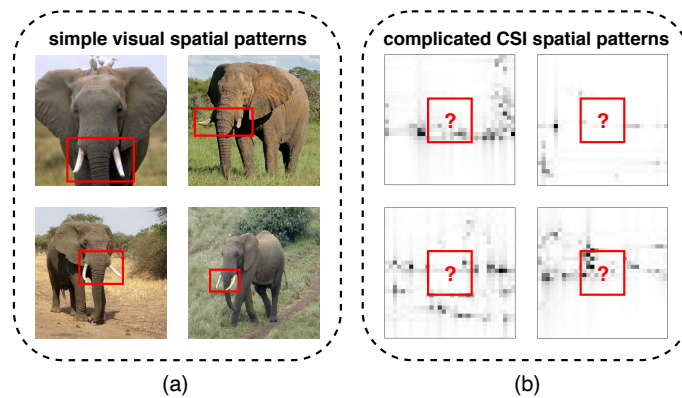 simple visual spatial patterns
complicated CSI spatial patterns
?
?
?
?
(a)
(b)